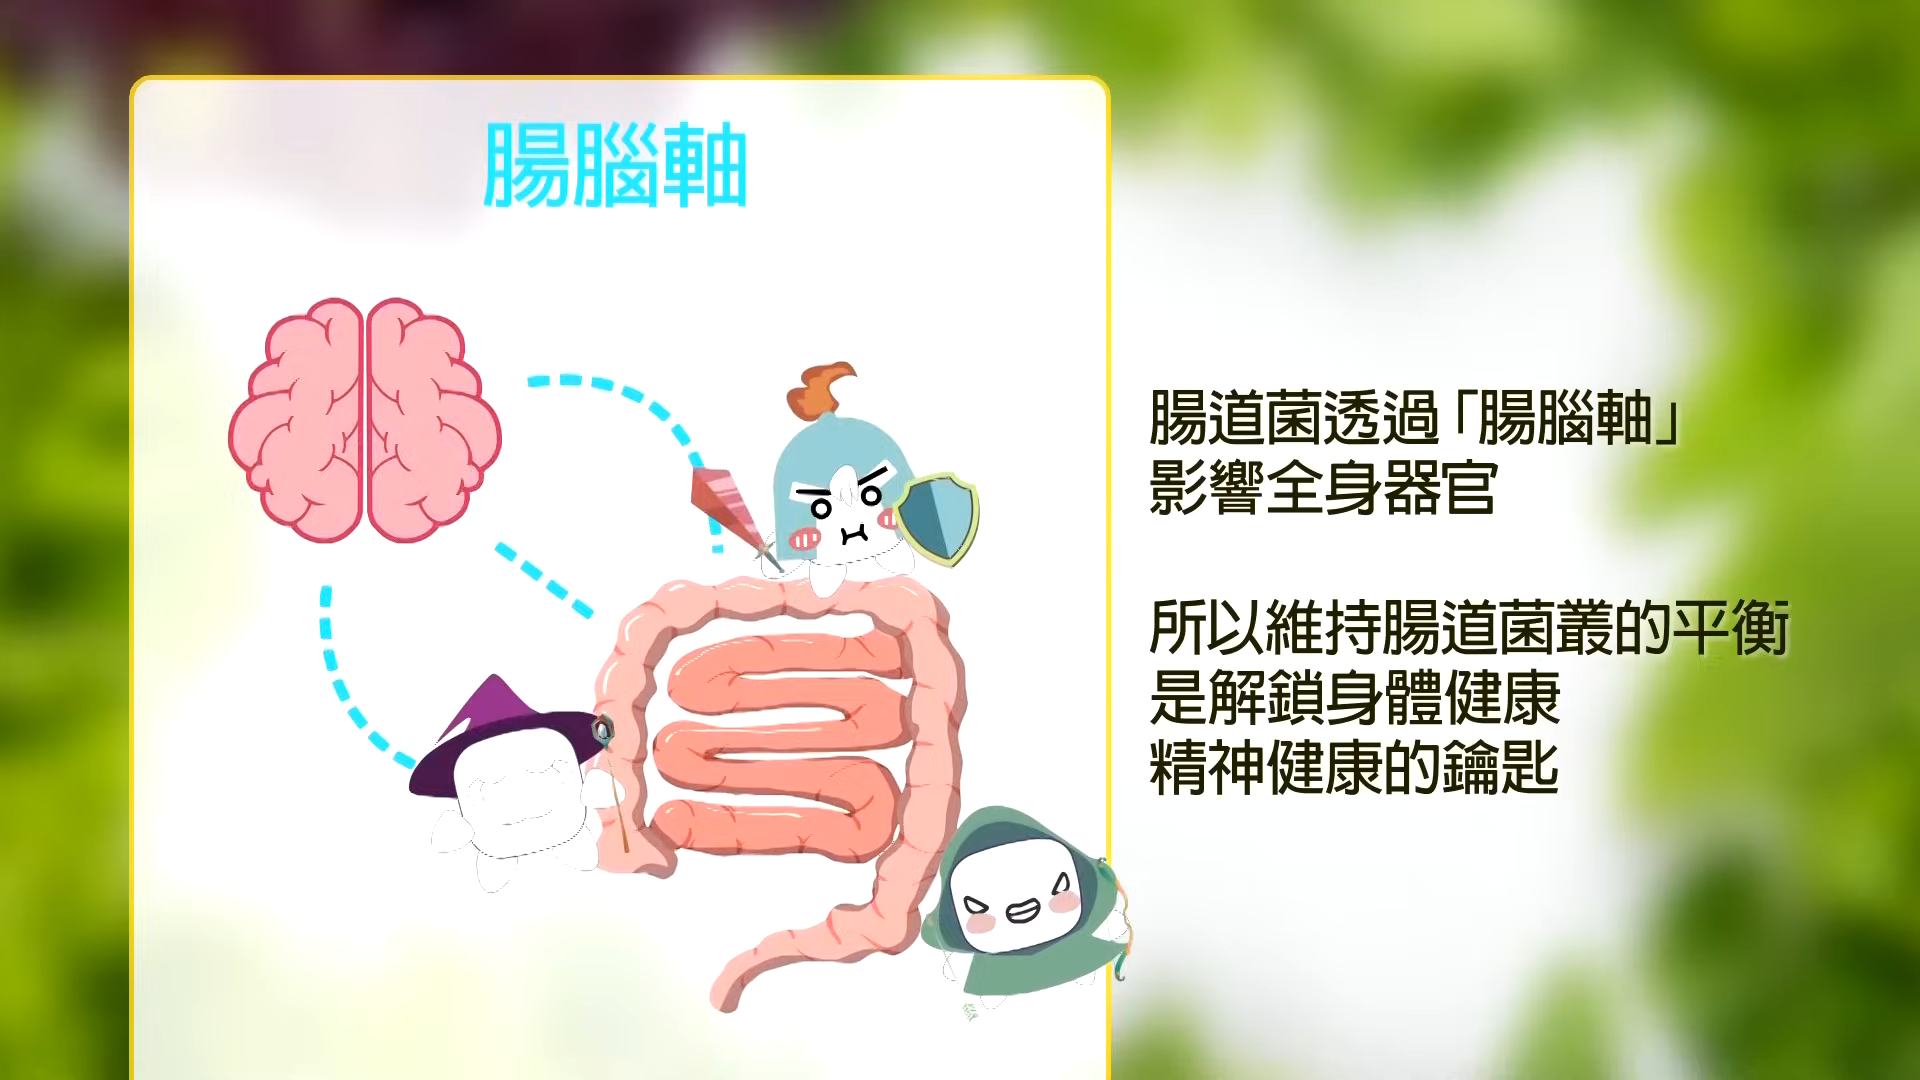 腸腦軸
腸道菌透過「腸腦軸」
影響全身器官
所以維持腸道菌叢的平衡
是解鎖身體健康
精神健康的鑰匙